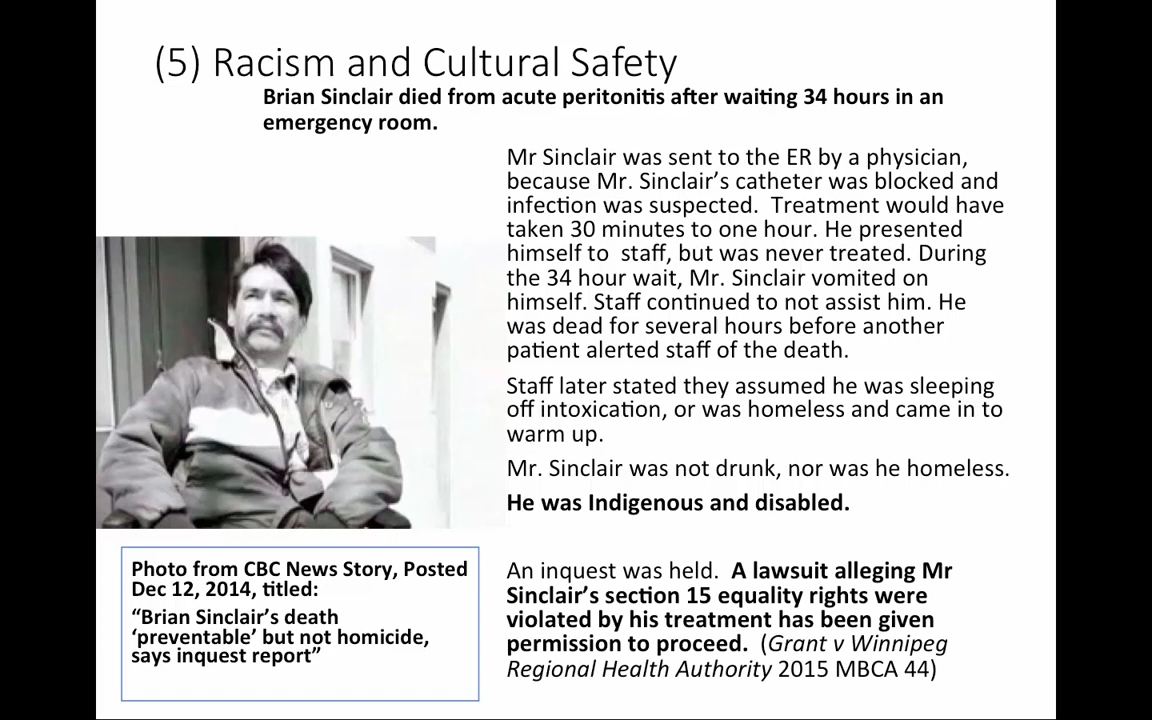 (5) Racism and Cultural Safety
Brian Sinclair died from acute peritonitis after waiting 34 hours in an
emergency room.
Mr Sinclair was sent to the ER by a physician,
because Mr. Sinclair’s catheter was blocked and
infection was suspected.  Treatment would have
taken 30 minutes to one hour. He presented
himself to  staff, but was never treated. During
the 34 hour wait, Mr. Sinclair vomited on
himself. Staff continued to not assist him. He
was dead for several hours before another
patient alerted staff of the death.
Staff later stated they assumed he was sleeping
off intoxication, or was homeless and came in to
warm up.
Mr. Sinclair was not drunk, nor was he homeless.
He was Indigenous and disabled.
Photo from CBC News Story, Posted
Dec 12, 2014, titled:
“Brian Sinclair’s death
‘preventable’ but not homicide,
says inquest report”
An inquest was held.  A lawsuit alleging Mr
Sinclair’s section 15 equality rights were
violated by his treatment has been given
permission to proceed.  (Grant v Winnipeg
Regional Health Authority 2015 MBCA 44)